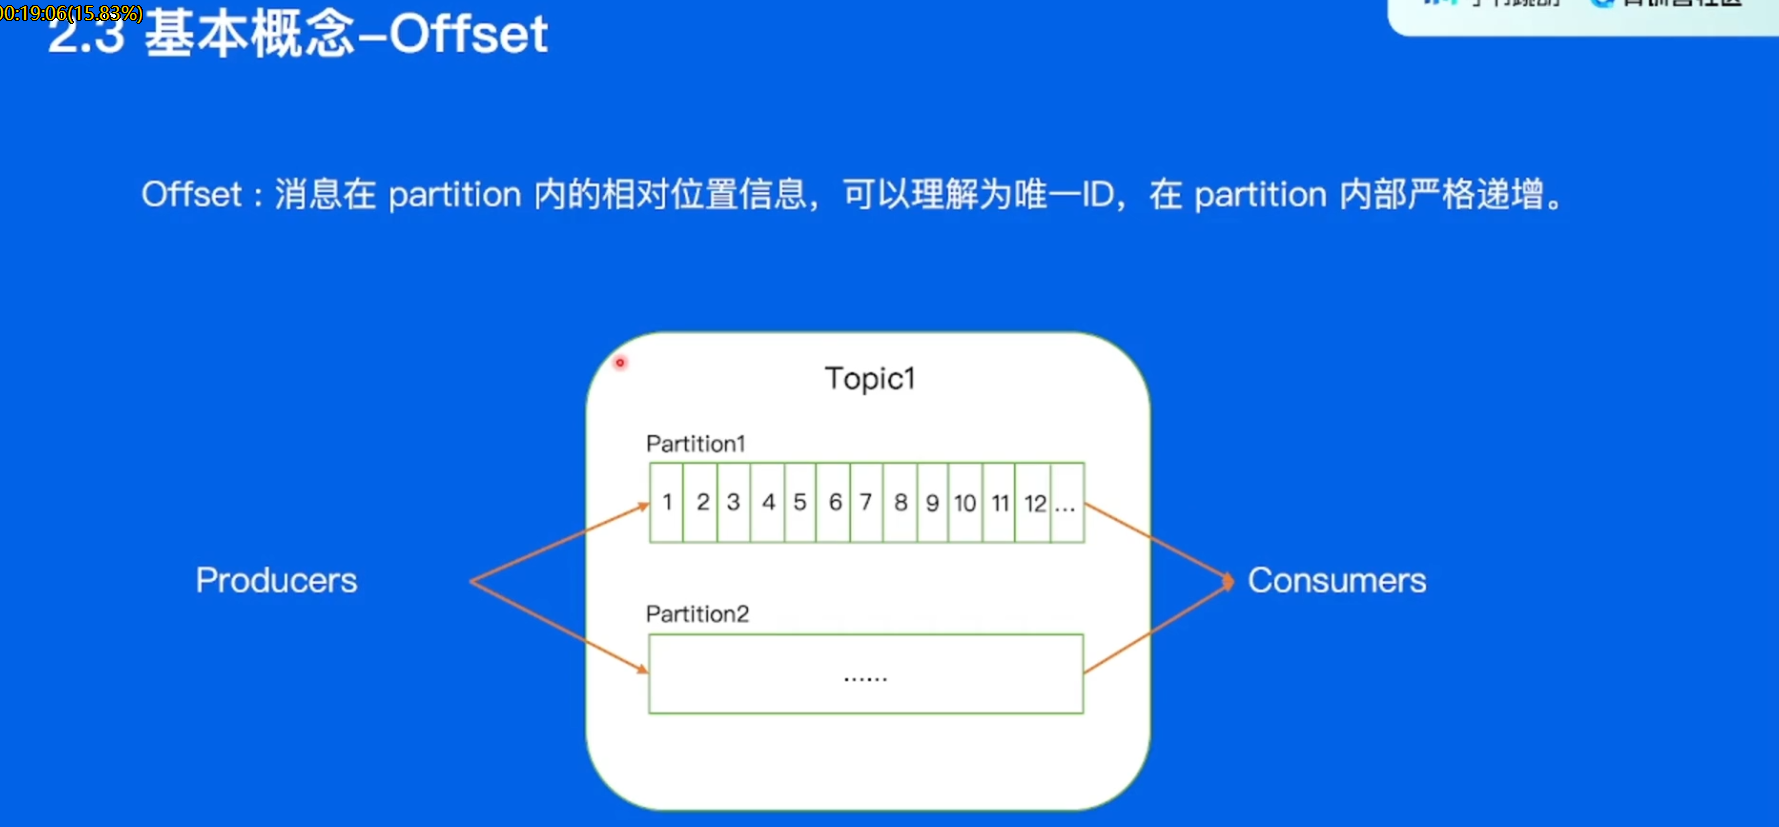 00:19:06(15.83%)
2.3 基本概念-Offset
Offset：消息在 partition 内的相对位置信息，可以理解为唯一ID，在 partition 内部严格递增。
Topic1
Partition1
1 2 3 4 5 6 7 8 9 10 11 12 ...
Producers
Consumers
Partition2
......